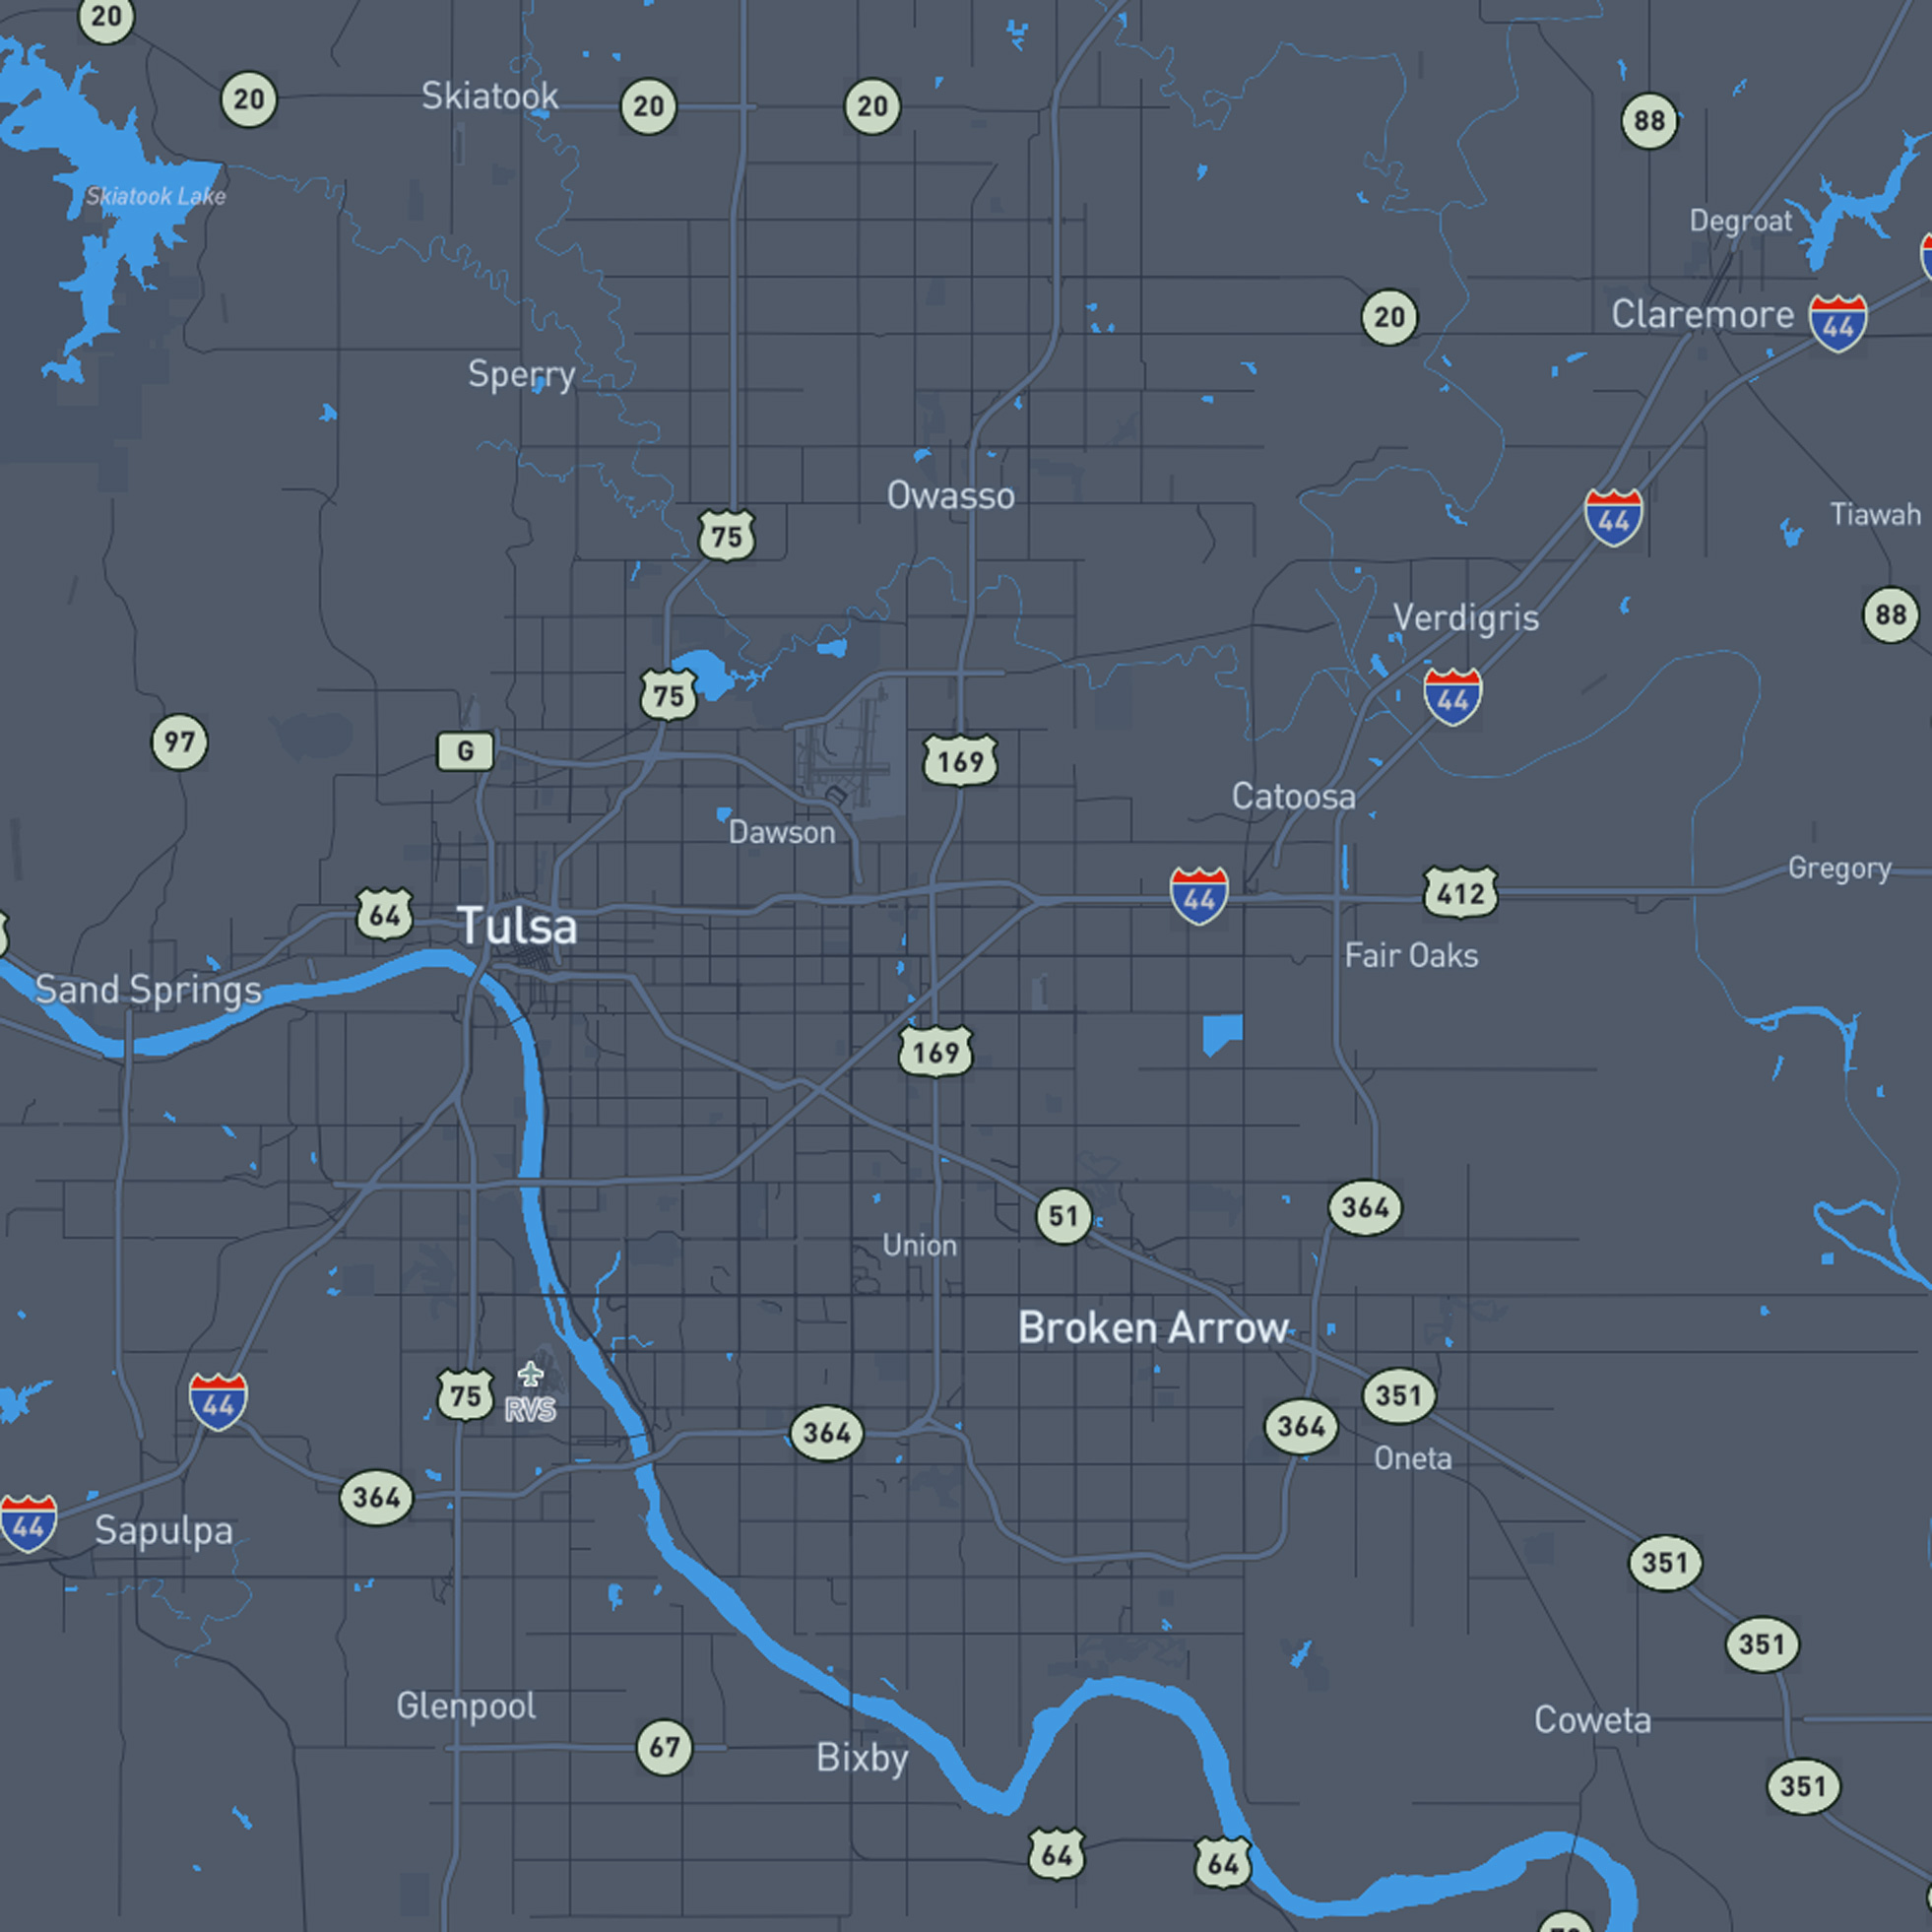 20
20
Skiatook
20
20
88
Skiatook Lake
Degroat
20
Claremore
44
Sperry
Owasso
44
Tiawah
75
Verdigris
88
75
44
97
G
169
Catoosa
Dawson
Gregory
44
412
64
Tulsa
Fair Oaks
Sand Springs
169
364
51
Union
Broken Arrow
44
75
RVS
351
364
364
Oneta
364
44
Sapulpa
351
351
Glenpool
Coweta
67
Bixby
351
64
64